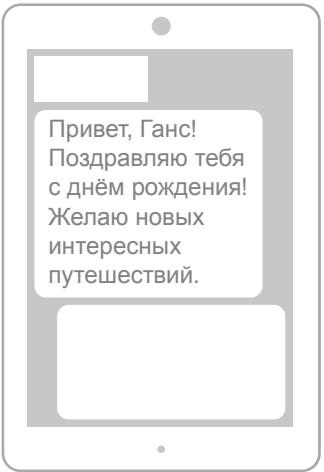 Привет, Ганс!
Поздравляю тебя
с днём рождения!
Желаю новых
интересных
путешествий.